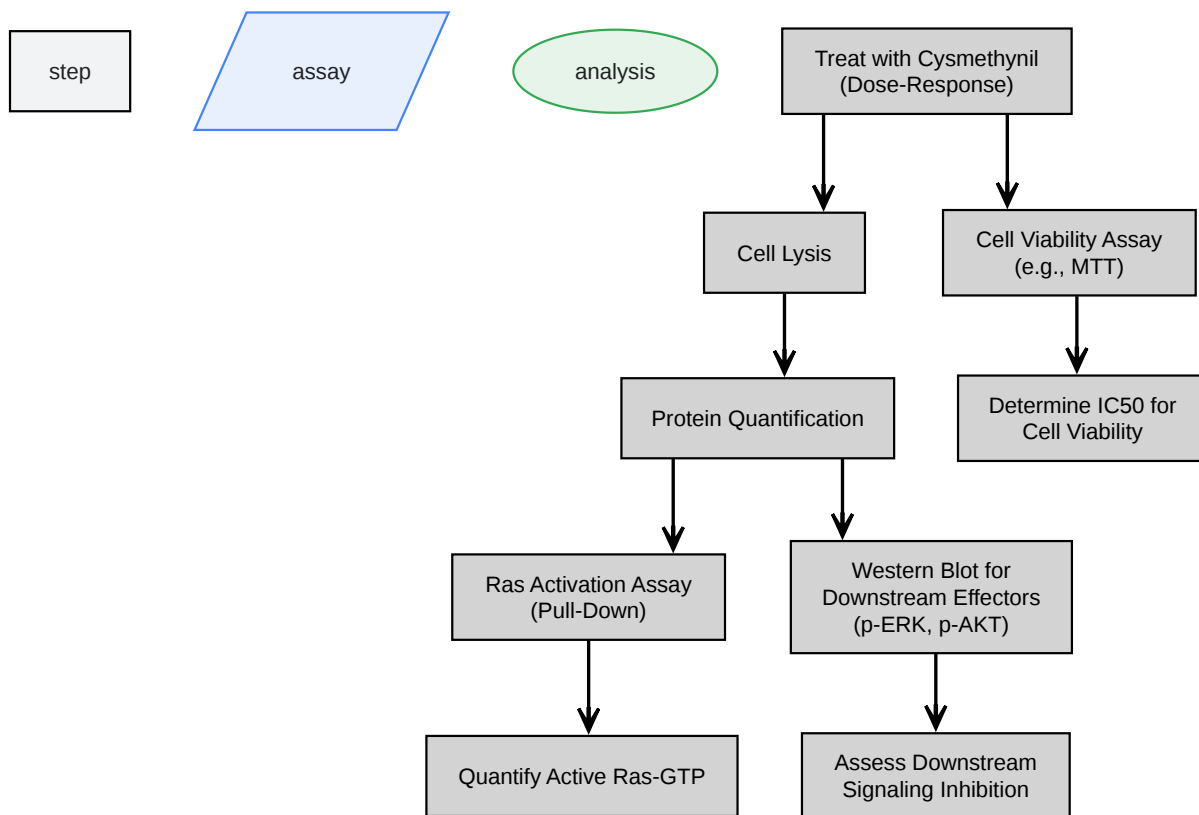 step
assay
analysis
Treat with Cysmethynil
(Dose-Response)
Cell Lysis
Cell Viability Assay
(e.g., MTT)
Protein Quantification
Determine IC50 for
Cell Viability
Ras Activation Assay
(Pull-Down)
Western Blot for
Downstream Effectors
(p-ERK, p-AKT)
Quantify Active Ras-GTP
Assess Downstream
Signaling Inhibition